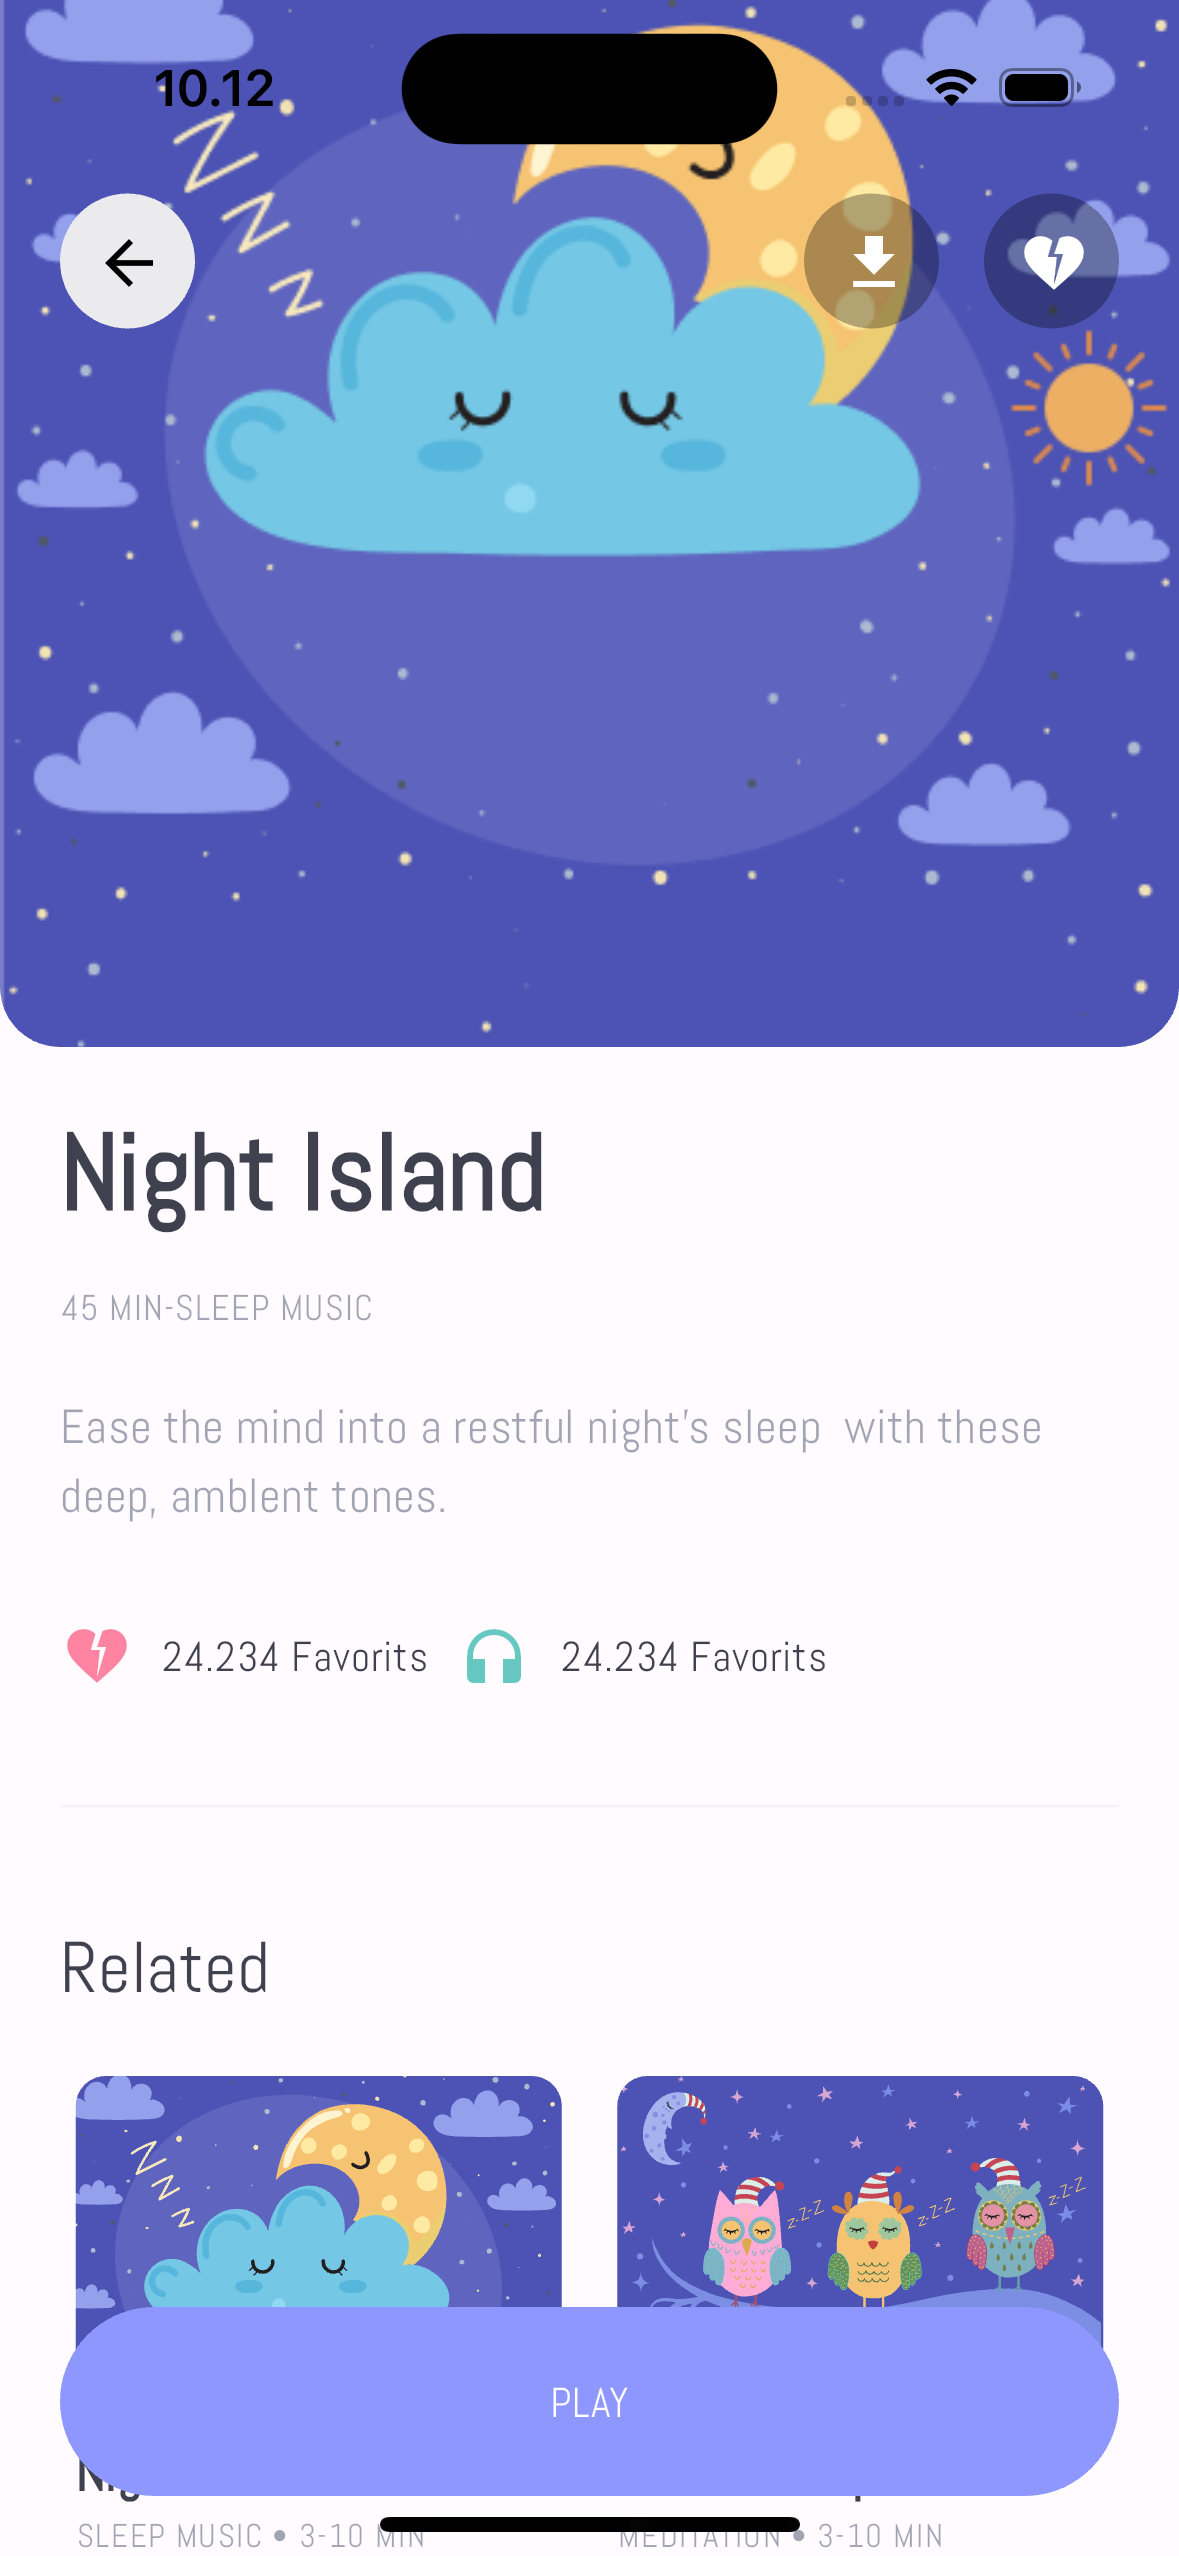 10.12
Z
Z
Z
Night Island
45 MIN-SLEEP MUSIC
Ease the mind into a restful night's sleep  with these
deep, amblent tones.
24.234 Favorits 24.234 Favorits
Related
Z
Z
Z
z-Z-Z z-Z-Z z-Z-Z
PLAY
SLEEP MUSIC • 3-10 MIN MEDITATION • 3-10 MIN